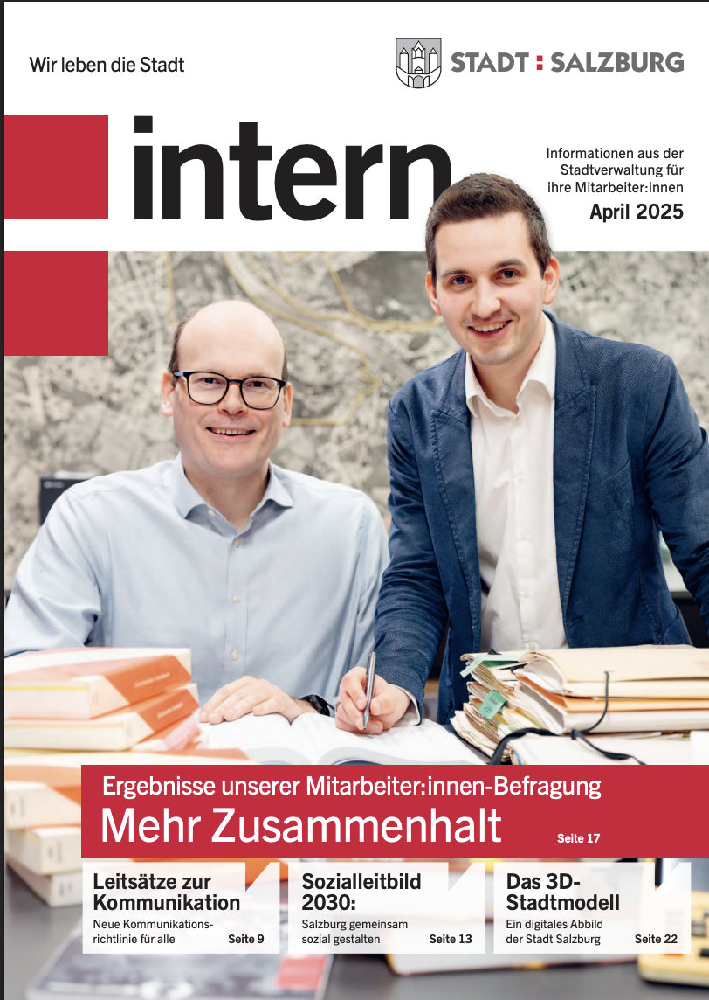 Wir leben die Stadt
STADT : SALZBURG
intern
Informationen aus der
Stadtverwaltung für
ihre Mitarbeiter:innen
April 2025
Ergebnisse unserer Mitarbeiter:innen-Befragung
Mehr Zusammenhalt
Seite 17
Leitsätze zur
Kommunikation
Neue Kommunikations-
richtlinie für alle
Seite 9
Sozialleitbild
2030:
Salzburg gemeinsam
sozial gestalten
Seite 13
Das 3D-
Stadtmodell
Ein digitales Abbild
der Stadt Salzburg
Seite 22